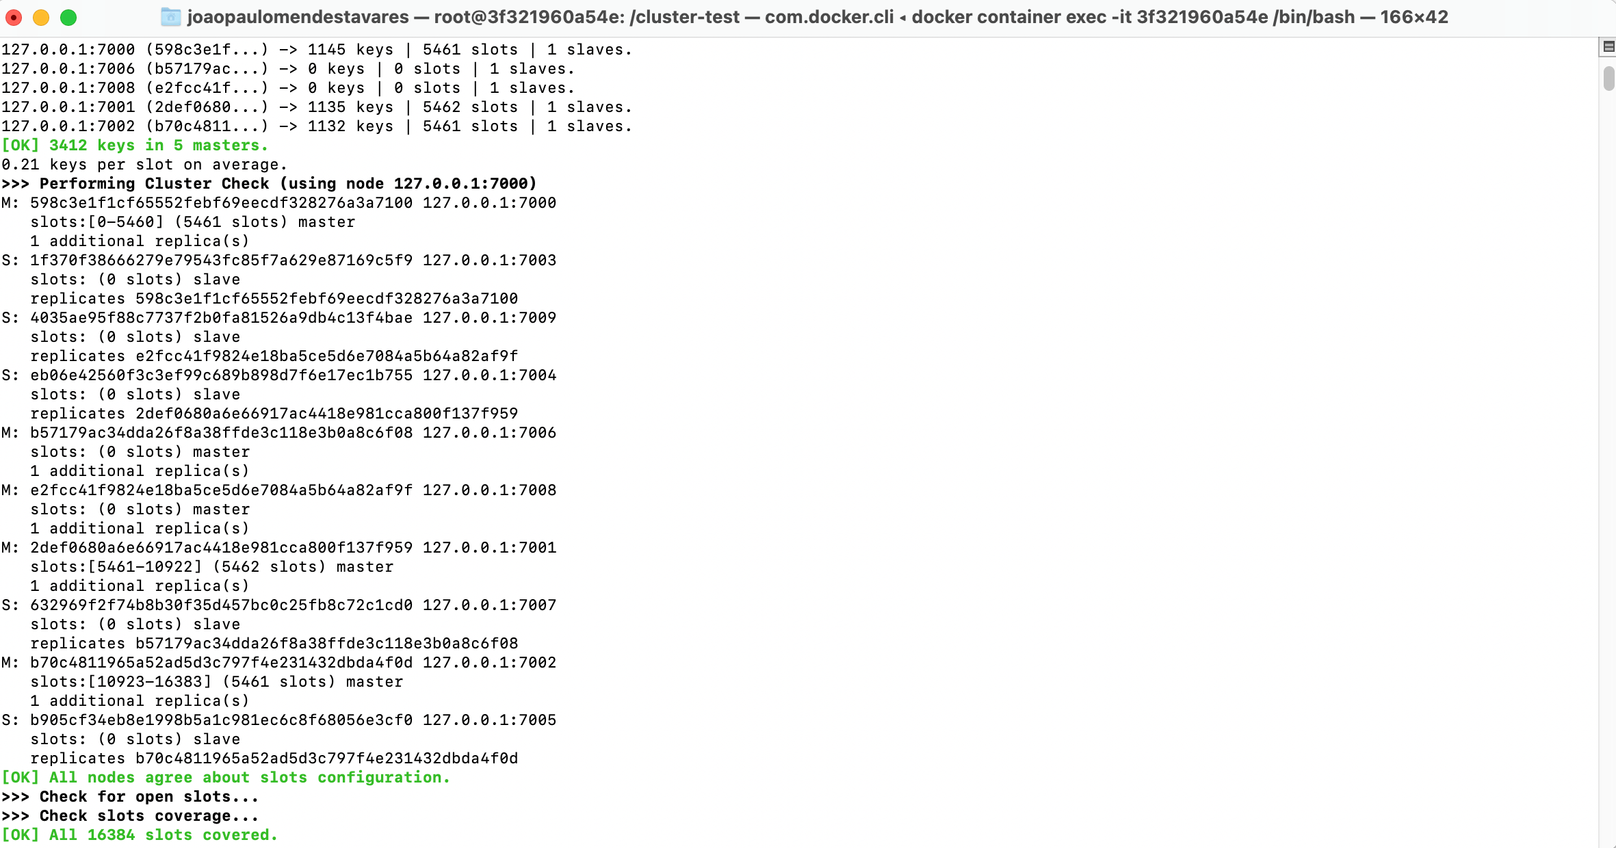 joaopaulomendestavares — root@3f321960a54e: /cluster-test — com.docker.cli ◂ docker container exec -it 3f321960a54e /bin/bash — 166×42
127.0.0.1:7000 (598c3e1f...) -> 1145 keys | 5461 slots | 1 slaves.
127.0.0.1:7006 (b57179ac...) -> 0 keys | 0 slots | 1 slaves.
127.0.0.1:7008 (e2fcc41f...) -> 0 keys | 0 slots | 1 slaves.
127.0.0.1:7001 (2def0680...) -> 1135 keys | 5462 slots | 1 slaves.
127.0.0.1:7002 (b70c4811...) -> 1132 keys | 5461 slots | 1 slaves.
[OK] 3412 keys in 5 masters.
0.21 keys per slot on average.
>>> Performing Cluster Check (using node 127.0.0.1:7000)
M: 598c3e1f1cf65552febf69eecdf328276a3a7100 127.0.0.1:7000
   slots:[0-5460] (5461 slots) master
   1 additional replica(s)
S: 1f370f38666279e79543fc85f7a629e87169c5f9 127.0.0.1:7003
   slots: (0 slots) slave
   replicates 598c3e1f1cf65552febf69eecdf328276a3a7100
S: 4035ae95f88c7737f2b0fa81526a9db4c13f4bae 127.0.0.1:7009
   slots: (0 slots) slave
   replicates e2fcc41f9824e18ba5ce5d6e7084a5b64a82af9f
S: eb06e42560f3c3ef99c689b898d7f6e17ec1b755 127.0.0.1:7004
   slots: (0 slots) slave
   replicates 2def0680a6e66917ac4418e981cca800f137f959
M: b57179ac34dda26f8a38ffde3c118e3b0a8c6f08 127.0.0.1:7006
   slots: (0 slots) master
   1 additional replica(s)
M: e2fcc41f9824e18ba5ce5d6e7084a5b64a82af9f 127.0.0.1:7008
   slots: (0 slots) master
   1 additional replica(s)
M: 2def0680a6e66917ac4418e981cca800f137f959 127.0.0.1:7001
   slots:[5461-10922] (5462 slots) master
   1 additional replica(s)
S: 632969f2f74b8b30f35d457bc0c25fb8c72c1cd0 127.0.0.1:7007
   slots: (0 slots) slave
   replicates b57179ac34dda26f8a38ffde3c118e3b0a8c6f08
M: b70c4811965a52ad5d3c797f4e231432dbda4f0d 127.0.0.1:7002
   slots:[10923-16383] (5461 slots) master
   1 additional replica(s)
S: b905cf34eb8e1998b5a1c981ec6c8f68056e3cf0 127.0.0.1:7005
   slots: (0 slots) slave
   replicates b70c4811965a52ad5d3c797f4e231432dbda4f0d
[OK] All nodes agree about slots configuration.
>>> Check for open slots...
>>> Check slots coverage...
[OK] All 16384 slots covered.